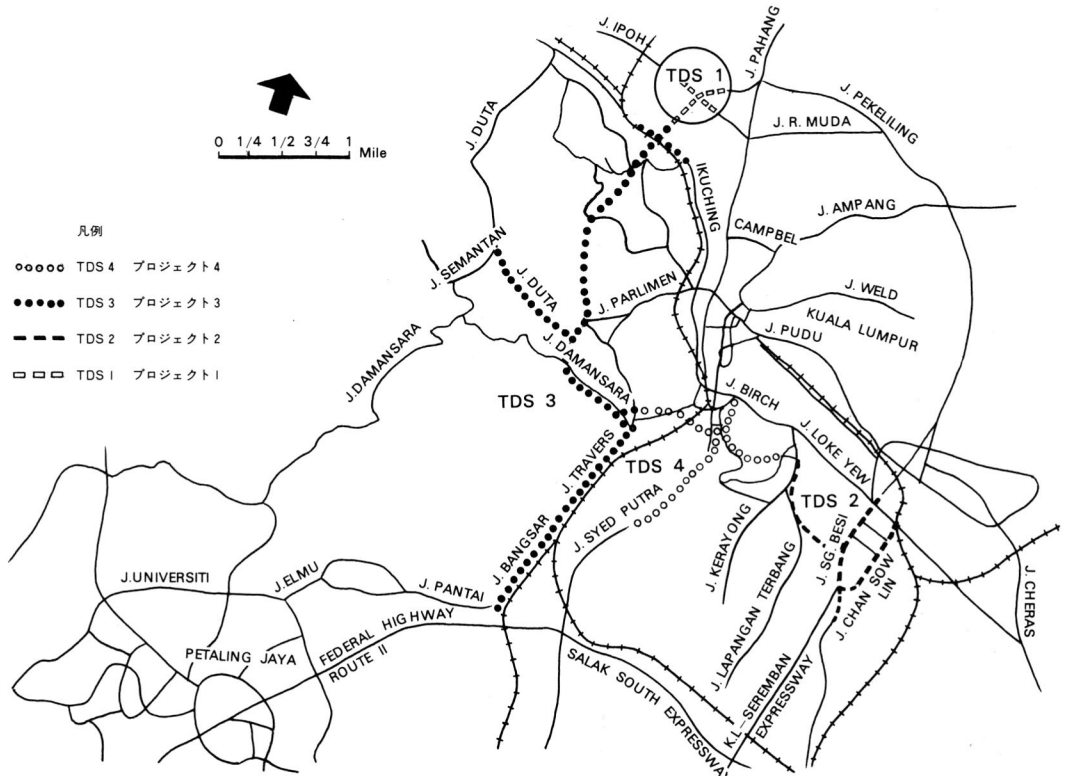 J. IPOH
TDS 1
J. PAHANG
J. PEKELILING
J. R. MUDA
J. DUTA
0 1/4 1/2 3/4 1 Mile
IKUCHING
J. AMPANG
CAMPBEL
凡例
TDS 4 プロジェクト4
TDS 3 プロジェクト3
TDS 2 プロジェクト2
TDS 1 プロジェクト1
J. SEMANTAN
J. DUTA
J. PARLIMEN
J. WELD
KUALA LUMPUR
J. PUDU
J. DAMANSARA
J. DAMANSARA
TDS 3
J. BIRCH
J. LOKE YEW
J. TRAVERS
TDS 4
TDS 2
J. SYED PUTRA
J. BANGSAR
J. KERAYONG
J. SG. BESI
J. CHAN SOW
LIN
J. CHERAS
J. LAPANGAN TERBANG
J. UNIVERSITI
J. ELMU
J. PANTAI
PETALING JAYA
FEDERAL HIGHWAY
ROUTE II
SALAK SOUTH EXPRESSWAY
K.L–SEREMBAN
EXPRESSWAY